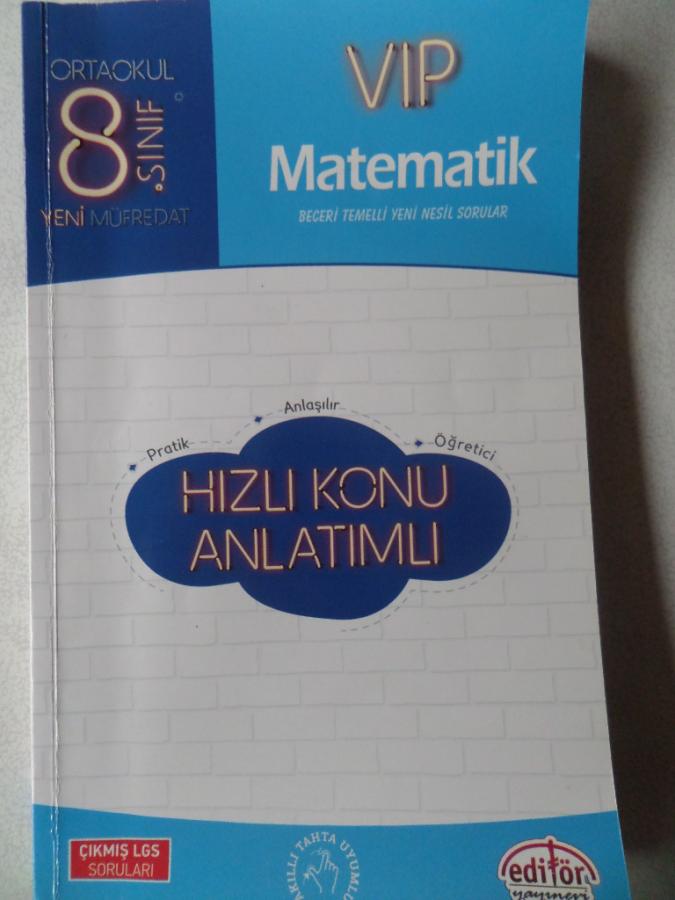 ORTAOKUL
8.SINIF
YENİ MÜFREDAT
VIP
Matematik
BECERİ TEMELLİ YENİ NESİL SORULAR
Pratik
Anlaşılır
Öğretici
HIZLI KONU
ANLATIMLI
ÇIKMIŞ LGS
SORULARI
AKILLI TAHTA UYUMLU
editör
yayınevi